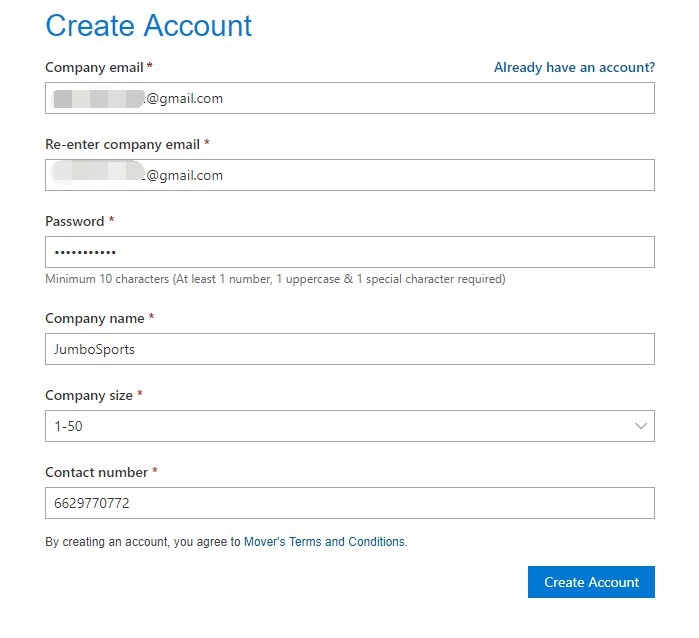 Create Account
Company email *
Already have an account?
@gmail.com
Re-enter company email *
@gmail.com
Password *
•••••••••••
Minimum 10 characters (At least 1 number, 1 uppercase & 1 special character required)
Company name *
JumboSports
Company size *
1-50
Contact number *
6629770772
By creating an account, you agree to Mover's Terms and Conditions.
Create Account